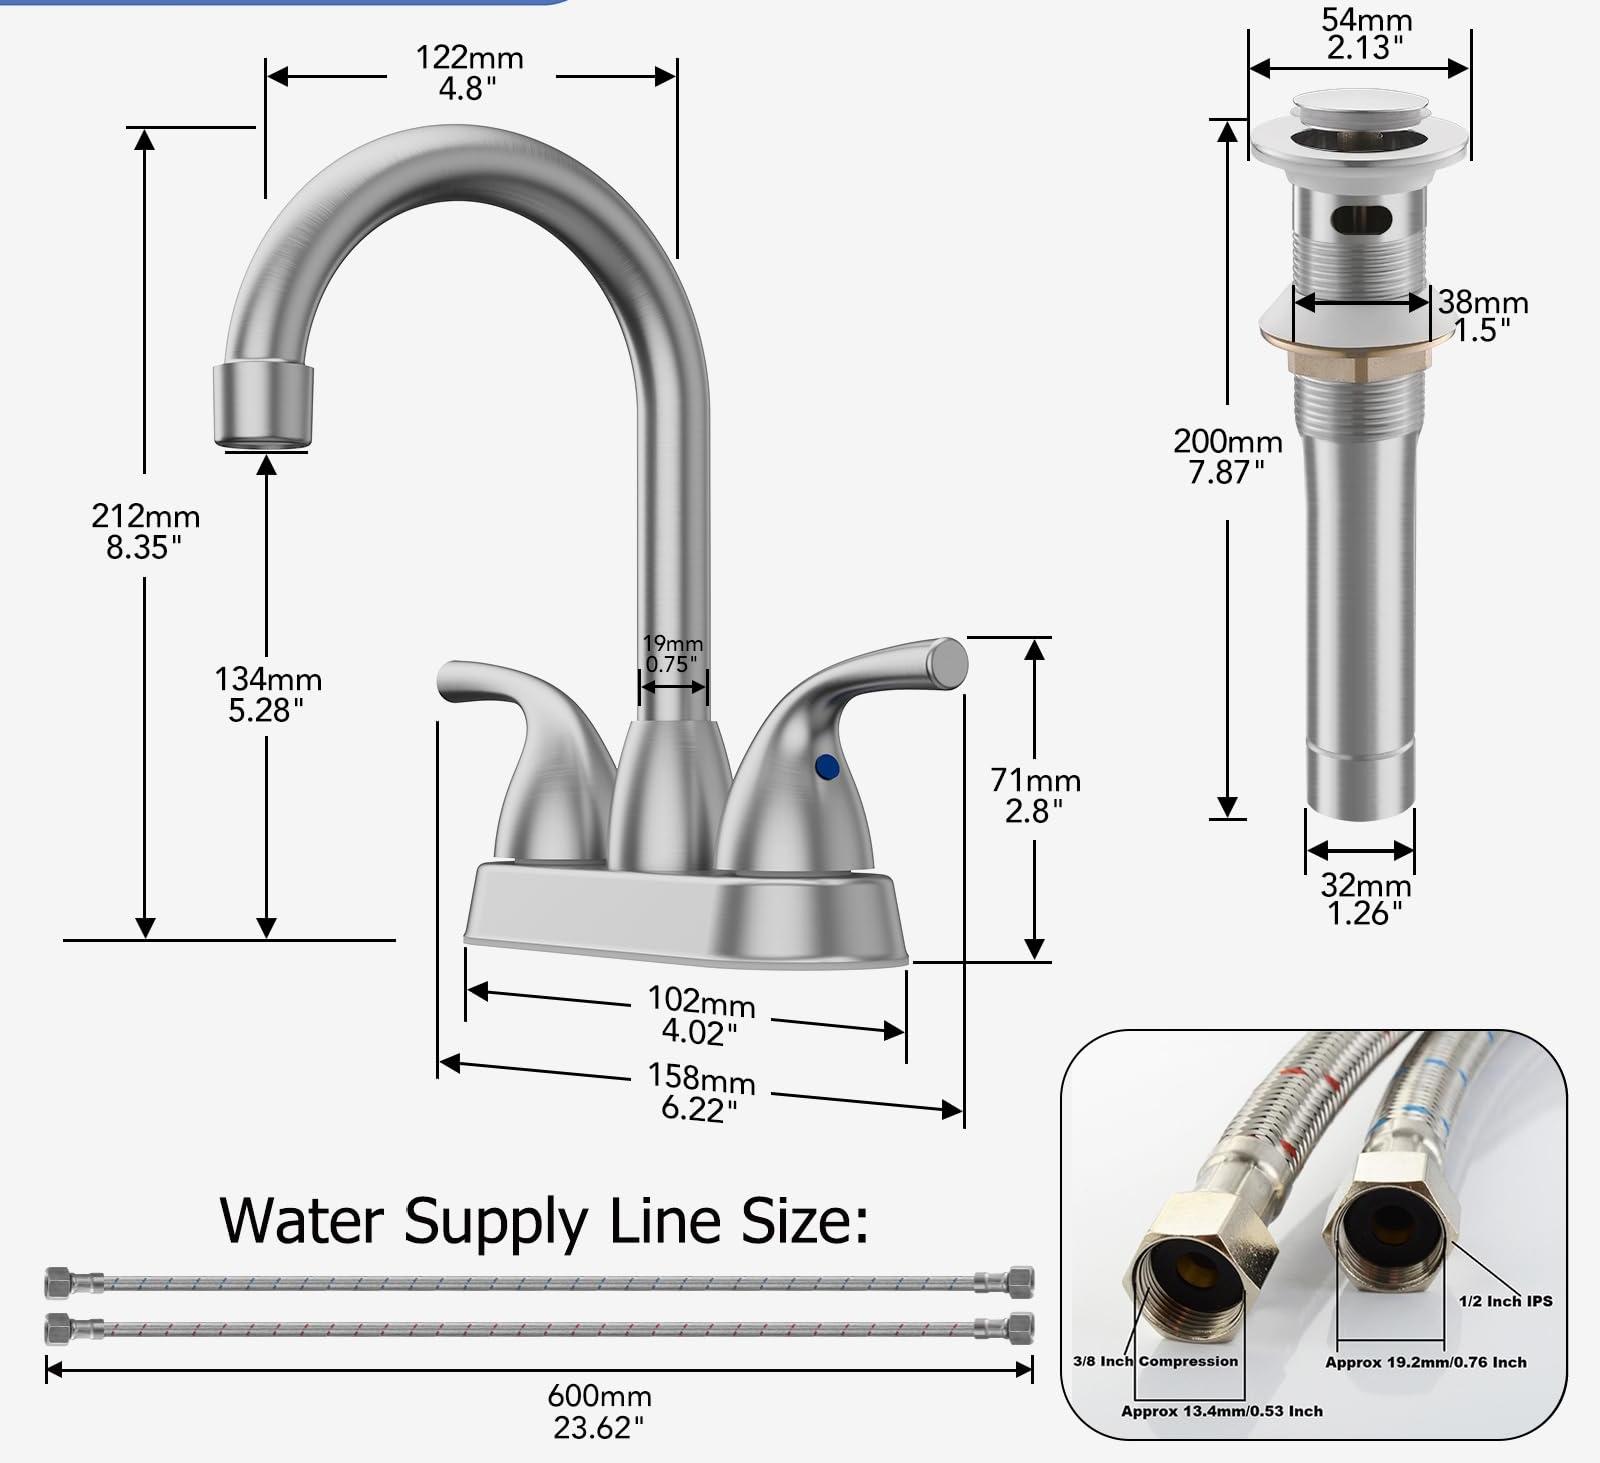 122mm
4.8"
54mm
2.13"
38mm
1.5"
200mm
7.87"
212mm
8.35"
134mm
5.28"
19mm
0.75"
71mm
2.8"
32mm
1.26"
102mm
4.02"
158mm
6.22"
Water Supply Line Size:
600mm
23.62"
1/2 Inch IPS
3/8 Inch Compression
Approx 19.2mm/0.76 Inch
Approx 13.4mm/0.53 Inch